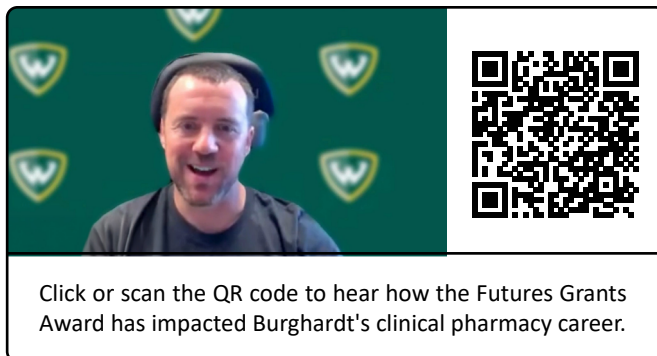 W
W
W
W
W
Click or scan the QR code to hear how the Futures Grants
Award has impacted Burghardt's clinical pharmacy career.